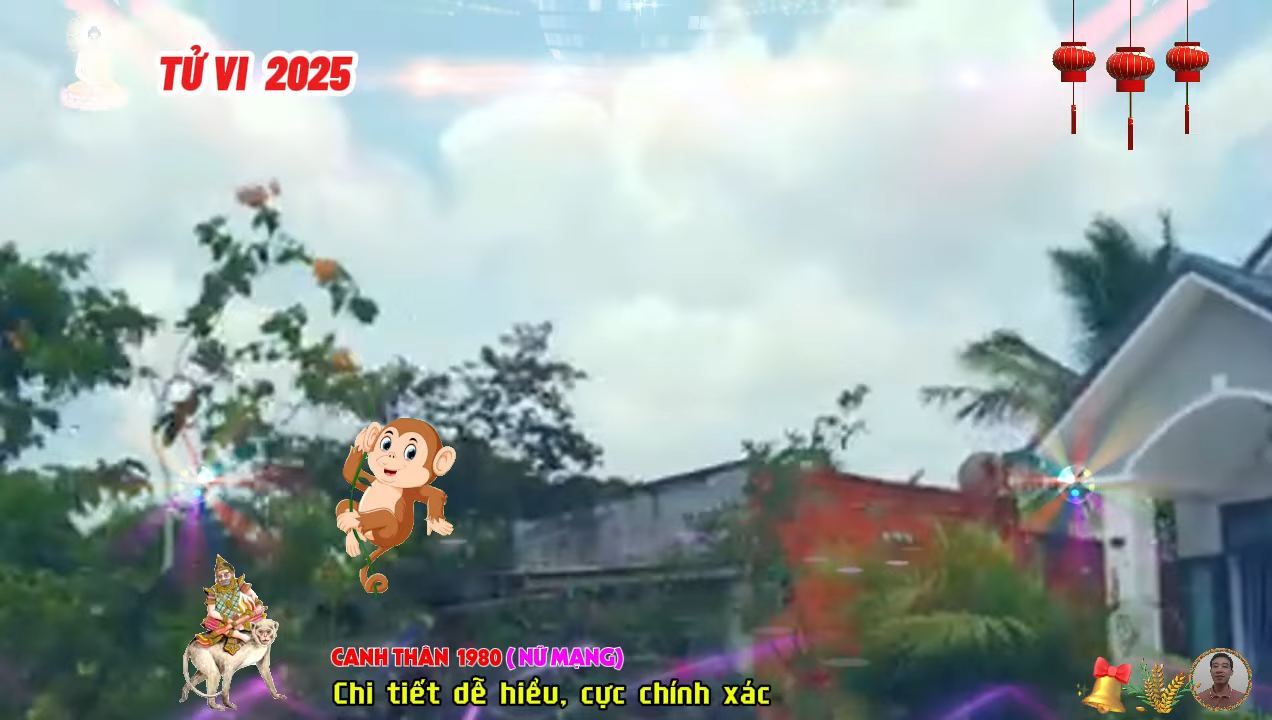 TỬ VI 2025
CANH THÂN 1980 ( NỮ MẠNG)
Chi tiết dễ hiểu, cực chính xác